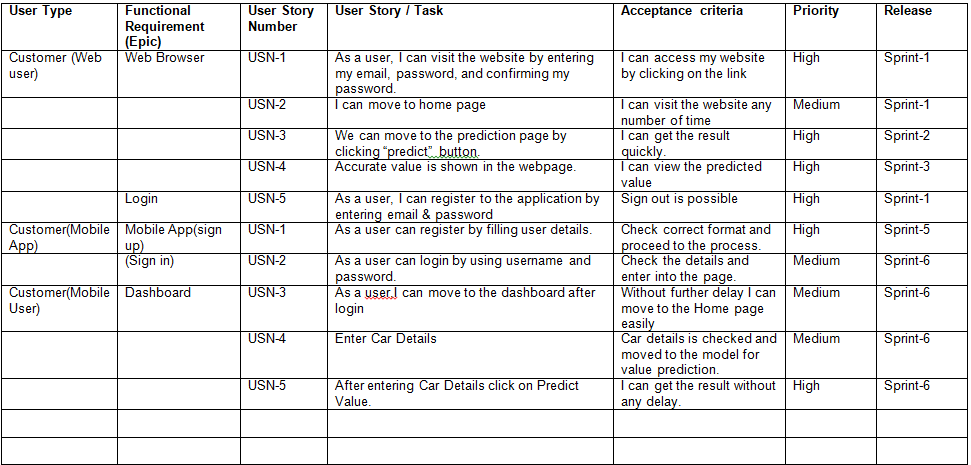 User Type Functional Requirement (Epic) User Story Number User Story / Task Acceptance criteria Priority Release
Customer (Web user) Web Browser USN-1 As a user, I can visit the website by entering my email, password, and confirming my password. I can access my website by clicking on the link High Sprint-1
USN-2 I can move to home page I can visit the website any number of time Medium Sprint-1
USN-3 We can move to the prediction page by clicking “predict” button. I can get the result quickly. High Sprint-2
USN-4 Accurate value is shown in the webpage. I can view the predicted value High Sprint-3
Login USN-5 As a user, I can register to the application by entering email & password Sign out is possible High Sprint-1
Customer(Mobile App) Mobile App(sign up) USN-1 As a user can register by filling user details. Check correct format and proceed to the process. High Sprint-5
(Sign in) USN-2 As a user can login by using username and password. Check the details and enter into the page. Medium Sprint-6
Customer(Mobile User) Dashboard USN-3 As a user,I can move to the dashboard after login Without further delay I can move to the Home page easily Medium Sprint-6
USN-4 Enter Car Details Car details is checked and moved to the model for value prediction. Medium Sprint-6
USN-5 After entering Car Details click on Predict Value. I can get the result without any delay. High Sprint-6